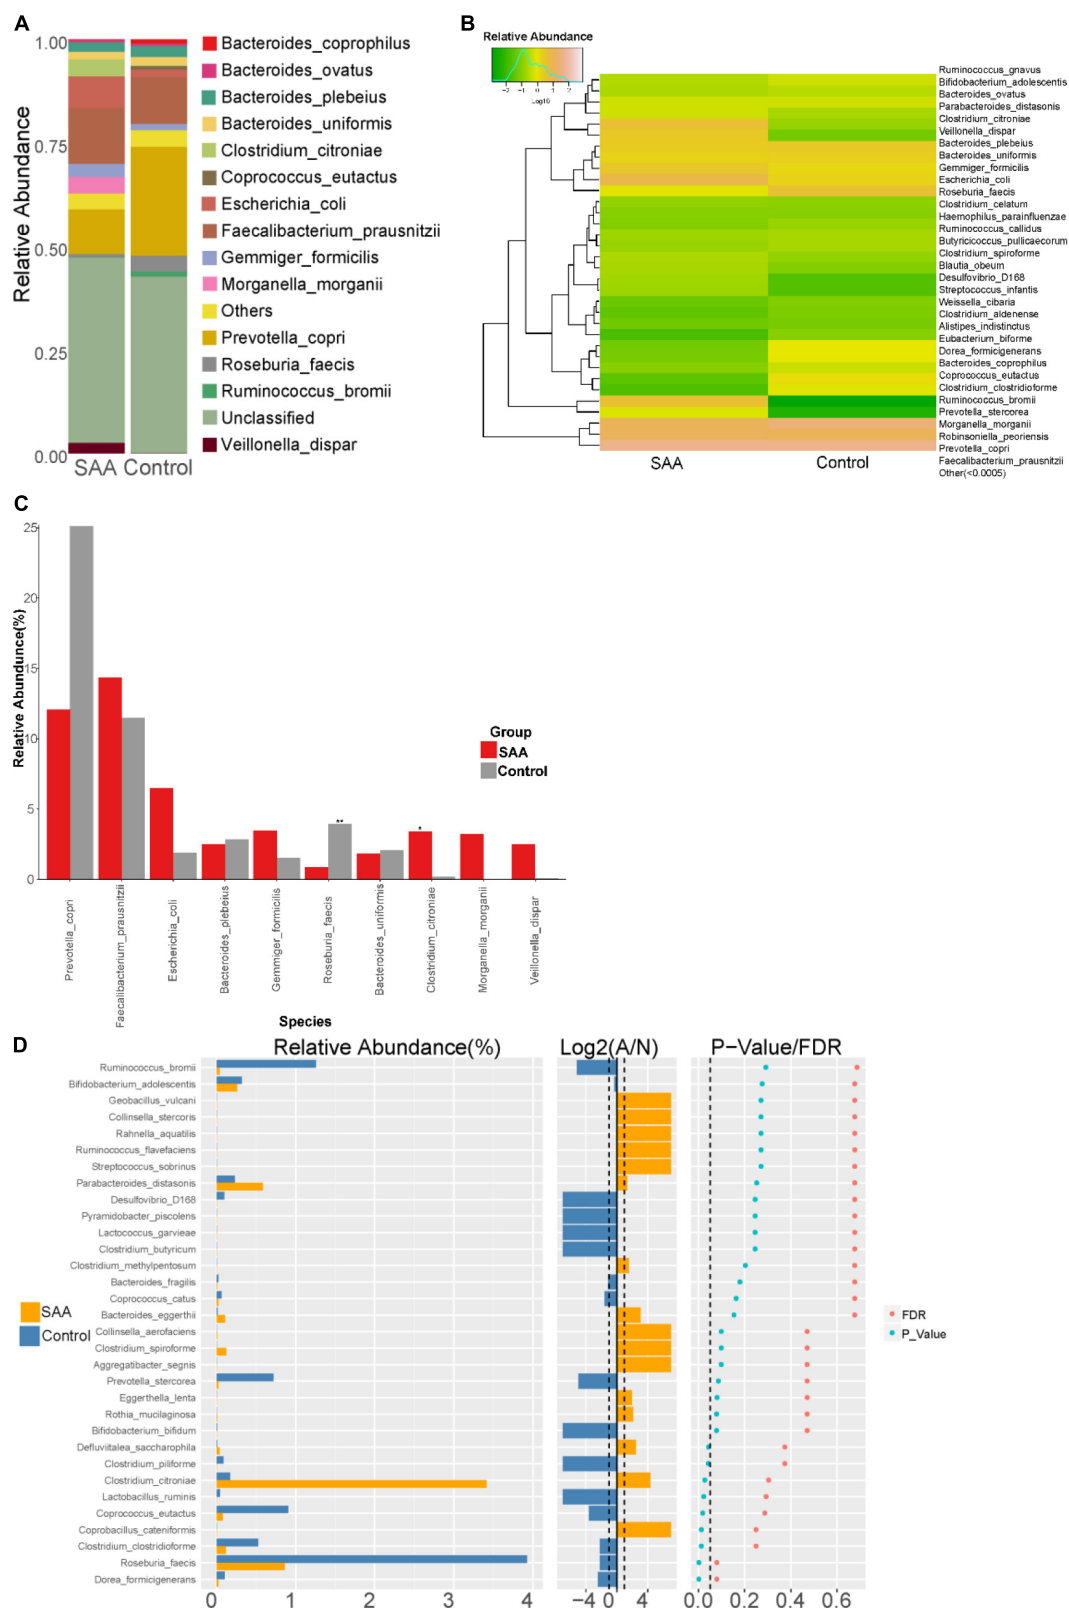 A
1.00
0.75
0.50
0.25
0.00
Relative Abundance
SAA Control
Bacteroides_coprophilus
Bacteroides_ovatus
Bacteroides_plebeius
Bacteroides_uniformis
Clostridium_citroniae
Coprococcus_eutactus
Escherichia_coli
Faecalibacterium_prausnitzii
Gemmiger_formicilis
Morganella_morganii
Others
Prevotella_copri
Roseburia_faecis
Ruminococcus_bromii
Unclassified
Veillonella_dispar
B
Relative Abundance
−2 −1 0 1 2
Log10
Ruminococcus_gnavus
Bifidobacterium_adolescentis
Bacteroides_ovatus
Parabacteroides_distasonis
Clostridium_citroniae
Veillonella_dispar
Bacteroides_plebeius
Bacteroides_uniformis
Gemmiger_formicilis
Escherichia_coli
Roseburia_faecis
Clostridium_celatum
Haemophilus_parainfluenzae
Ruminococcus_callidus
Butyricicoccus_pullicaecorum
Clostridium_spiroforme
Blautia_obeum
Desulfovibrio_D168
Streptococcus_infantis
Weissella_cibaria
Clostridium_aldenense
Alistipes_indistinctus
Eubacterium_biforme
Dorea_formicigenerans
Bacteroides_coprophilus
Coprococcus_eutactus
Clostridium_clostridioforme
Ruminococcus_bromii
Prevotella_stercorea
Morganella_morganii
Robinsoniella_peoriensis
Prevotella_copri
Faecalibacterium_prausnitzii
Other(<0.0005)
SAA Control
C
25
20
15
10
5
0
Relative Abundunce(%)
** *
Group
SAA
Control
Prevotella_copri
Faecalibacterium_prausnitzii
Escherichia_coli
Bacteroides_plebeius
Gemmiger_formicilis
Roseburia_faecis
Bacteroides_uniformis
Clostridium_citroniae
Morganella_morganii
Veillonella_dispar
Species
D
Relative Abundance(%) Log2(A/N) P−Value/FDR
Ruminococcus_bromii
Bifidobacterium_adolescentis
Geobacillus_vulcani
Collinsella_stercoris
Rahnella_aquatilis
Ruminococcus_flavefaciens
Streptococcus_sobrinus
Parabacteroides_distasonis
Desulfovibrio_D168
Pyramidobacter_piscolens
Lactococcus_garvieae
Clostridium_butyricum
Clostridium_methylpentosum
Bacteroides_fragilis
Coprococcus_catus
Bacteroides_eggerthii
Collinsella_aerofaciens
Clostridium_spiroforme
Aggregatibacter_segnis
Prevotella_stercorea
Eggerthella_lenta
Rothia_mucilaginosa
Bifidobacterium_bifidum
Defluviitalea_saccharophila
Clostridium_piliforme
Clostridium_citroniae
Lactobacillus_ruminis
Coprococcus_eutactus
Coprobacillus_cateniformis
Clostridium_clostridioforme
Roseburia_faecis
Dorea_formicigenerans
SAA
Control
FDR
P_Value
0 1 2 3 4 −4 0 4 0.0 0.2 0.4 0.6